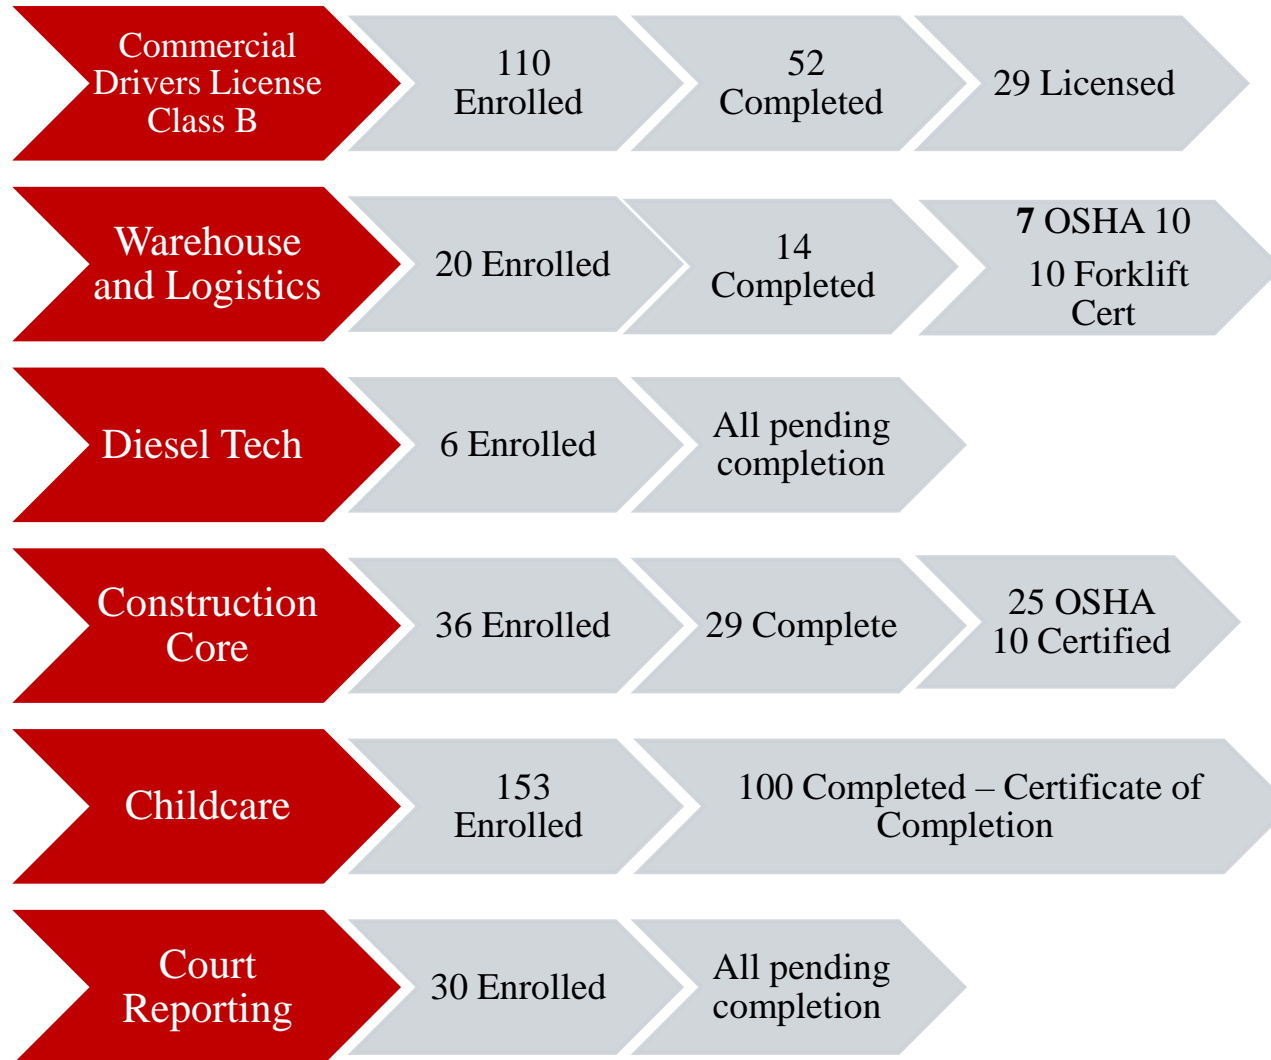 Commercial
Drivers License
Class B
110
Enrolled
52
Completed
29 Licensed
Warehouse
and Logistics
20 Enrolled
14
Completed
7 OSHA 10
10 Forklift
Cert
Diesel Tech
6 Enrolled
All pending
completion
Construction
Core
36 Enrolled
29 Complete
25 OSHA
10 Certified
Childcare
153
Enrolled
100 Completed – Certificate of
Completion
Court
Reporting
30 Enrolled
All pending
completion